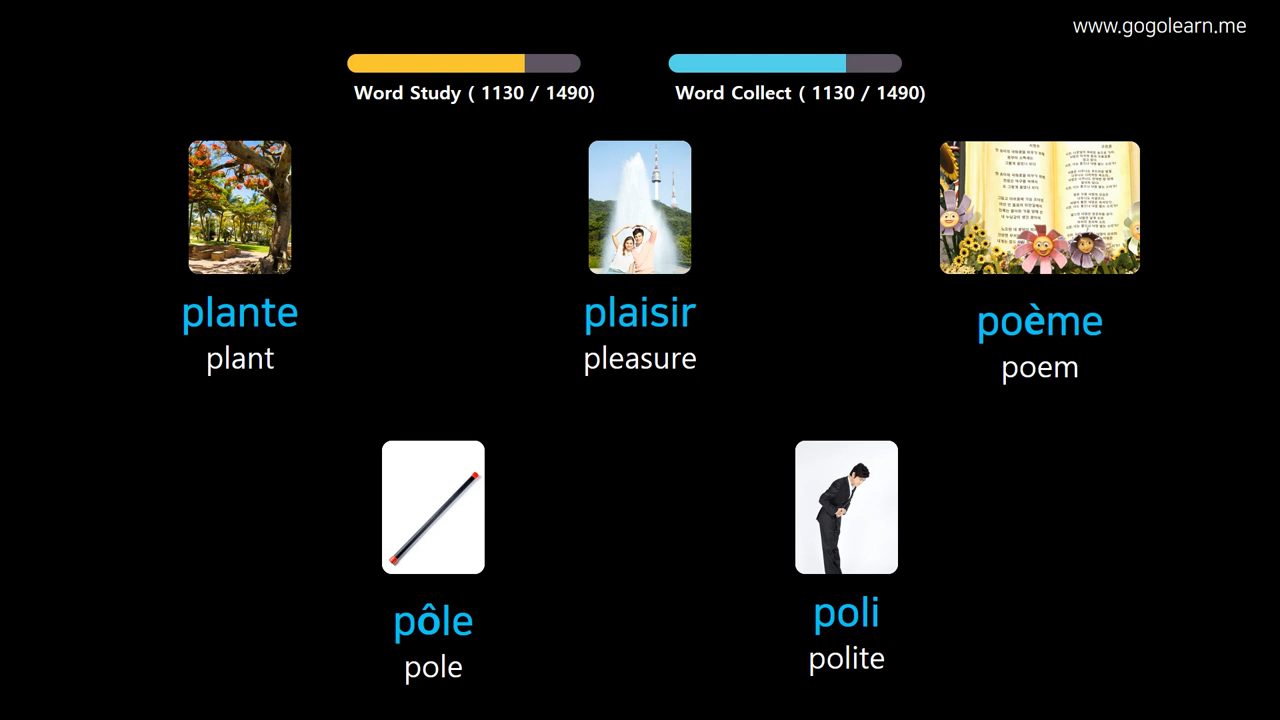 www.gogolearn.me
Word Study ( 1130 / 1490)
Word Collect ( 1130 / 1490)
plante
plant
plaisir
pleasure
poème
poem
pôle
pole
poli
polite